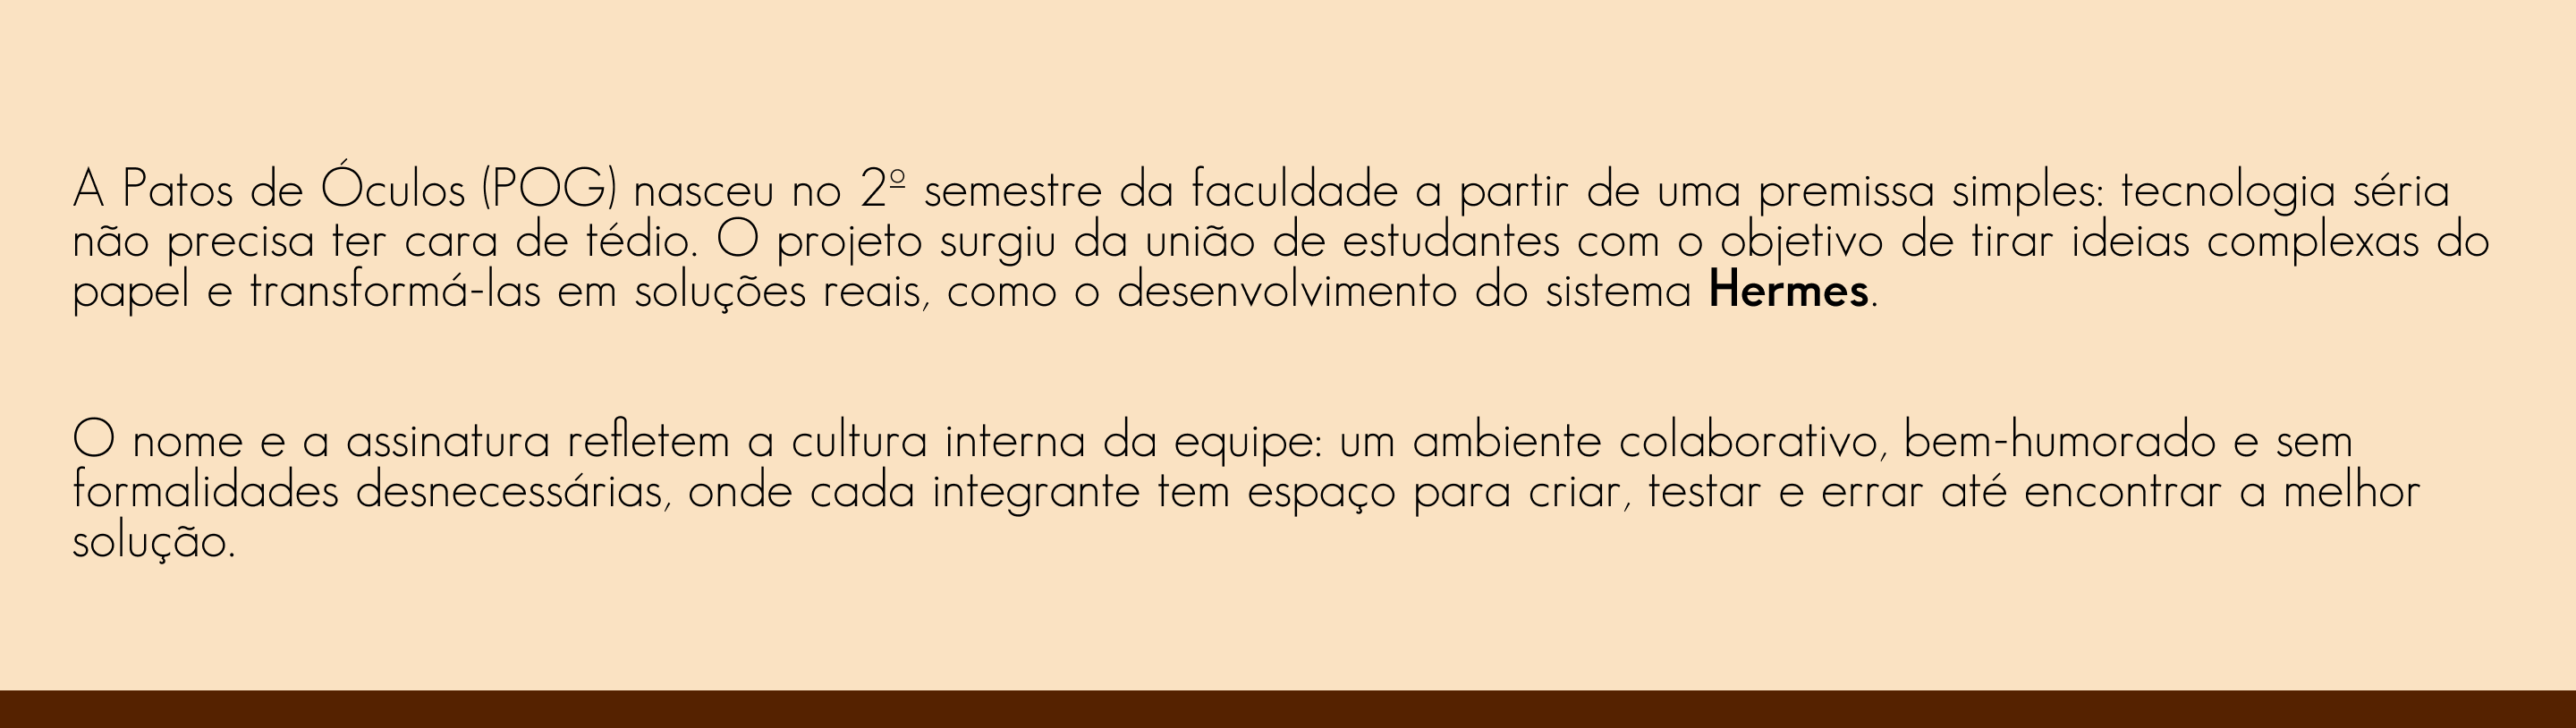 A Patos de Óculos (POG) nasceu no 2º semestre da faculdade a partir de uma premissa simples: tecnologia séria
não precisa ter cara de tédio. O projeto surgiu da união de estudantes com o objetivo de tirar ideias complexas do
papel e transformá-las em soluções reais, como o desenvolvimento do sistema Hermes.
O nome e a assinatura refletem a cultura interna da equipe: um ambiente colaborativo, bem-humorado e sem
formalidades desnecessárias, onde cada integrante tem espaço para criar, testar e errar até encontrar a melhor
solução.